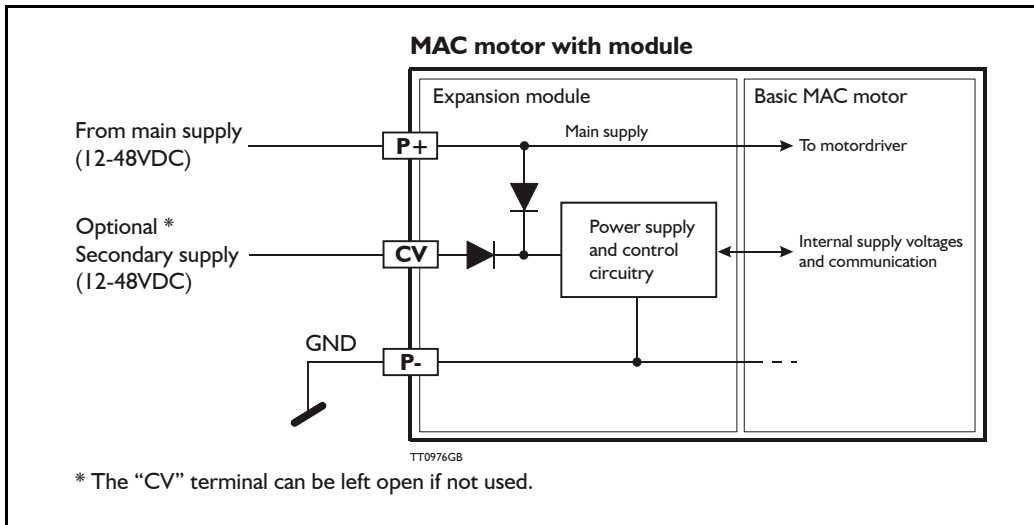 MAC motor with module
Expansion module
Basic MAC motor
From main supply
(12-48VDC)
P+
Main supply
To motordriver
Optional *
Secondary supply
(12-48VDC)
CV
Power supply
and control
circuitry
Internal supply voltages
and communication
GND
P-
TT0976GB
* The “CV” terminal can be left open if not used.